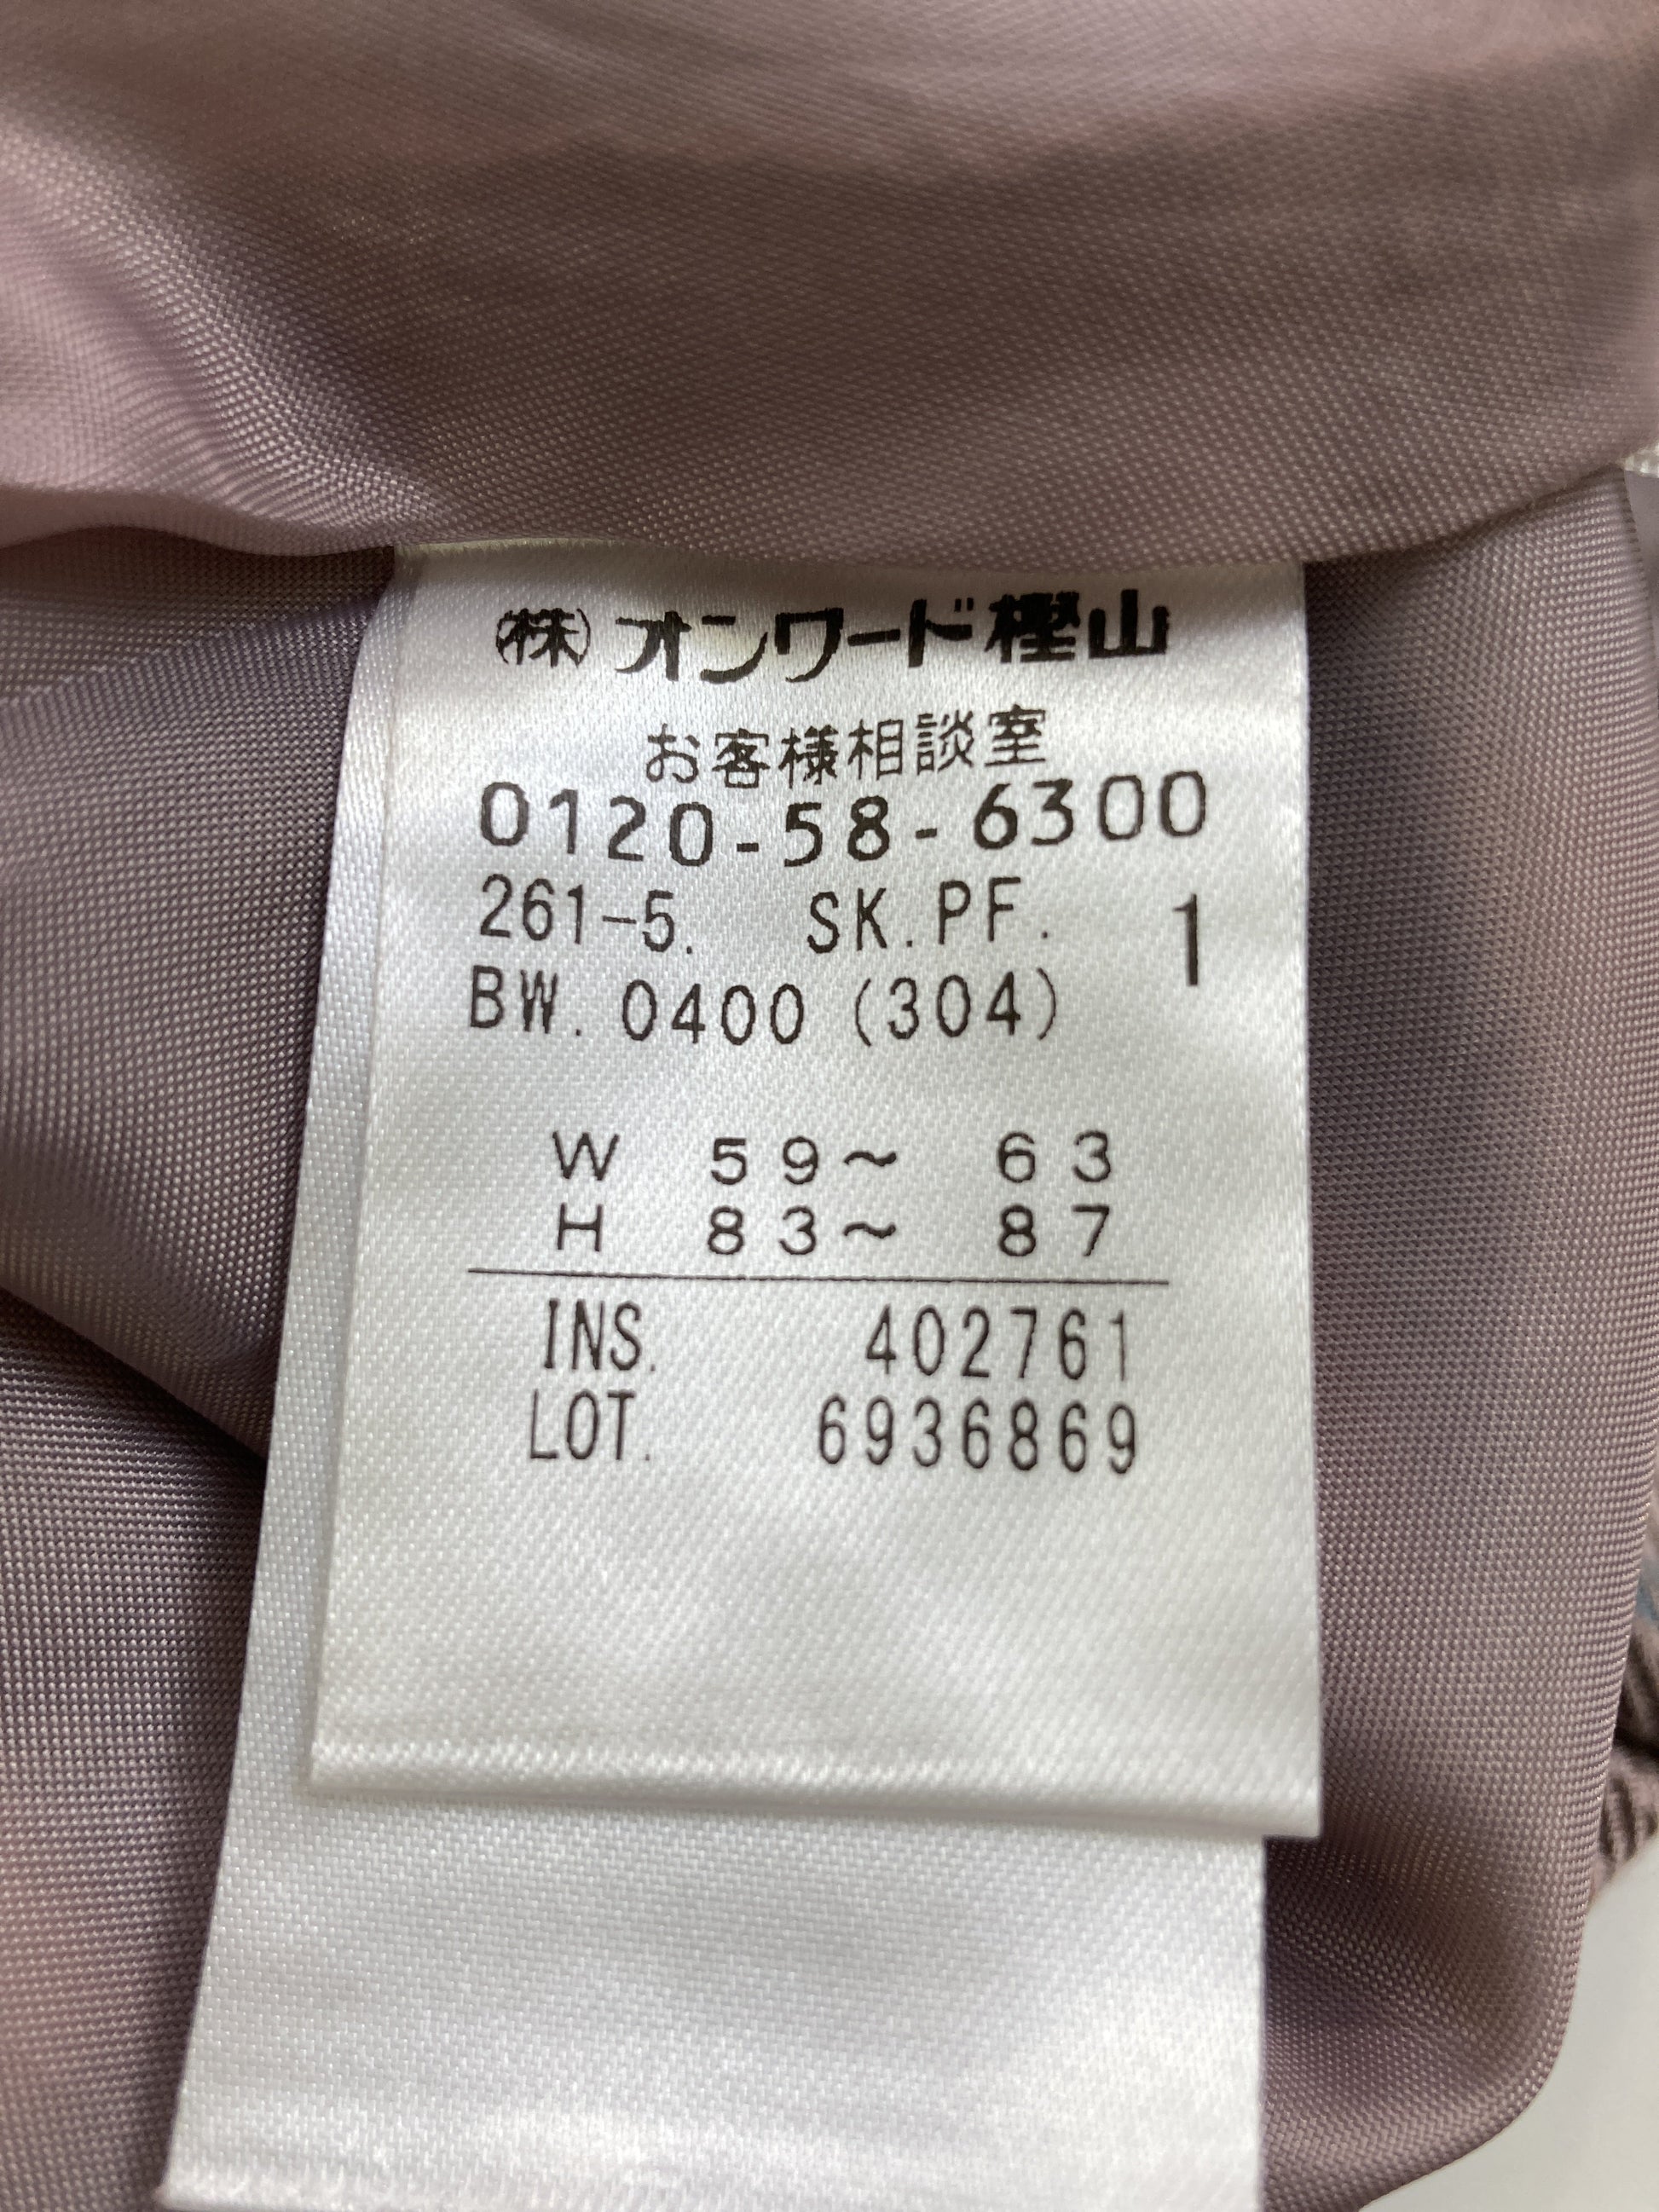 ㈱オンワード樫山
お客様相談室
0120-58-6300
261-5. SK.PF. 1
BW.0400(304)
W 59~ 63
H 83~ 87
INS. 402761
LOT. 6936869